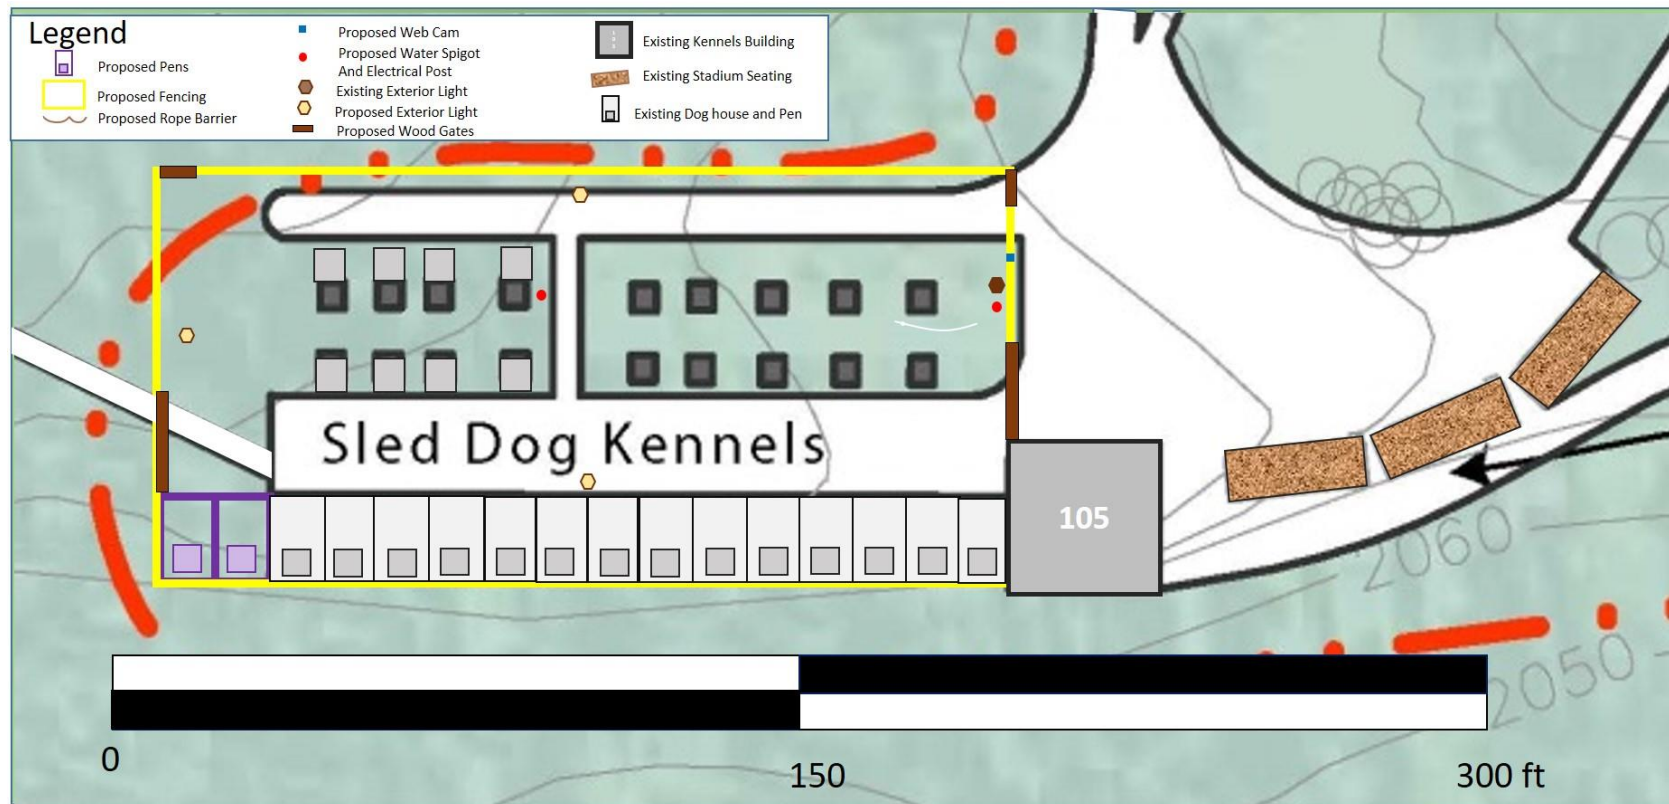 Legend
Proposed Pens
Proposed Fencing
Proposed Rope Barrier
Proposed Web Cam
Proposed Water Spigot
And Electrical Post
Existing Exterior Light
Proposed Exterior Light
Proposed Wood Gates
Existing Kennels Building
Existing Stadium Seating
Existing Dog house and Pen
Sled Dog Kennels
105
2060
2050
0
150
300 ft